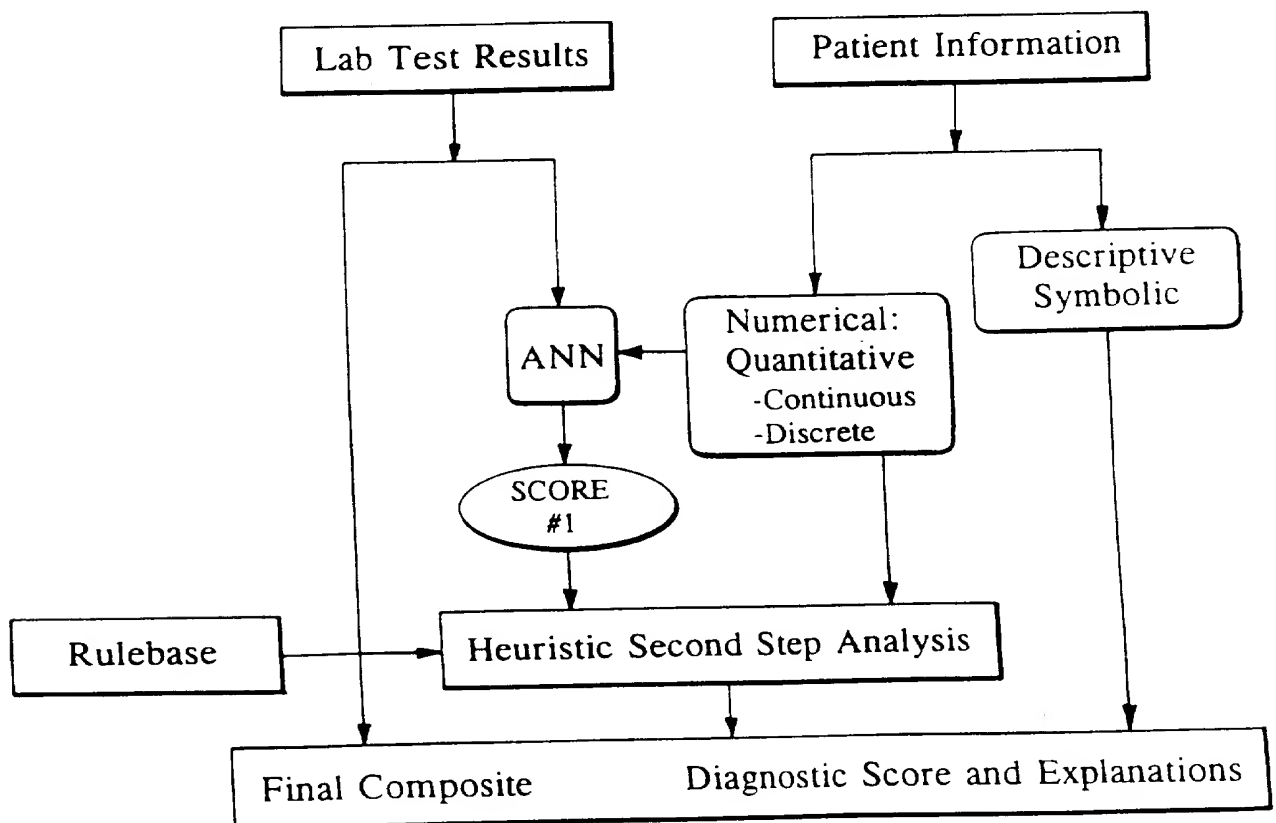 Lab Test Results
Patient Information
Descriptive
Symbolic
Numerical:
Quantitative
-Continuous
-Discrete
ANN
SCORE
#1
Rulebase
Heuristic Second Step Analysis
Final Composite
Diagnostic Score and Explanations